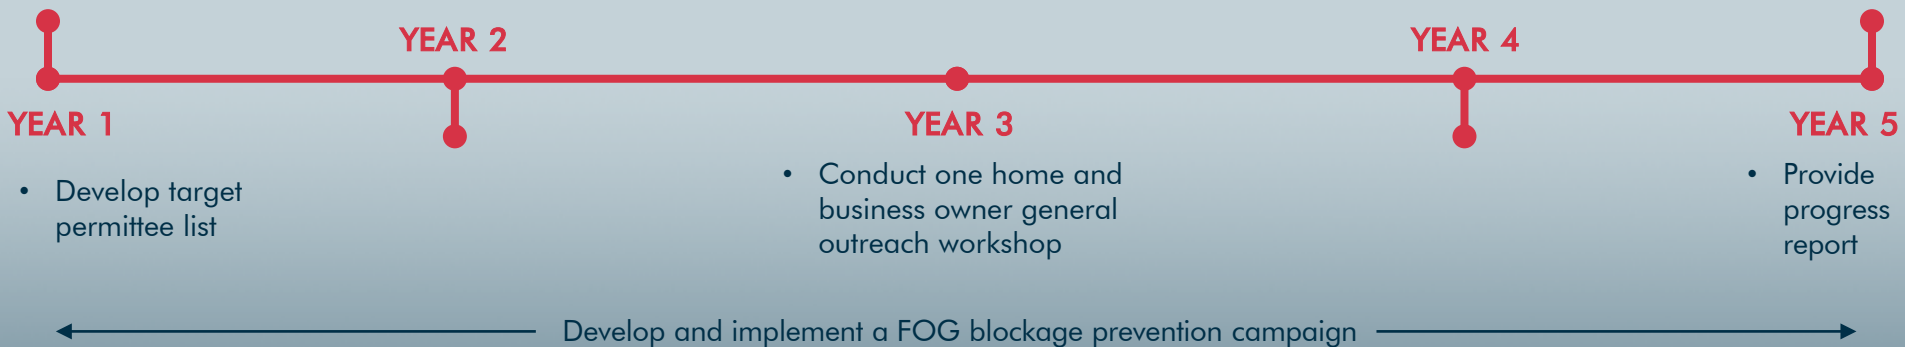 YEAR 2
YEAR 4
YEAR 1
YEAR 3
YEAR 5
• Develop target
permittee list
• Conduct one home and
business owner general
outreach workshop
• Provide
progress
report
Develop and implement a FOG blockage prevention campaign